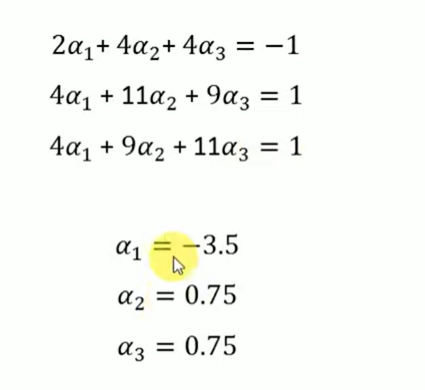 2α₁+ 4α₂+ 4α₃ = −1
4α₁ + 11α₂ + 9α₃ = 1
4α₁ + 9α₂ + 11α₃ = 1
α₁ = −3.5
α₂ = 0.75
α₃ = 0.75